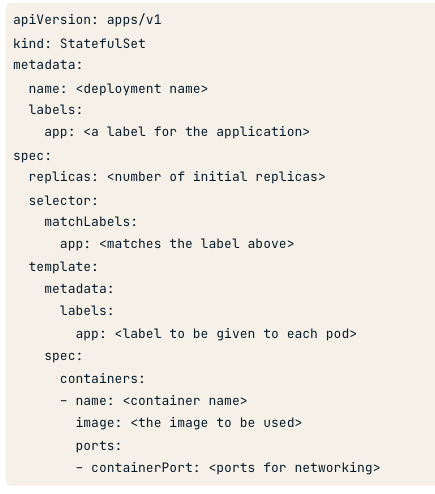 apiVersion: apps/v1
kind: StatefulSet
metadata:
  name: <deployment name>
  labels:
    app: <a label for the application>
spec:
  replicas: <number of initial replicas>
  selector:
    matchLabels:
      app: <matches the label above>
  template:
    metadata:
      labels:
        app: <label to be given to each pod>
    spec:
      containers:
      - name: <container name>
        image: <the image to be used>
        ports:
        - containerPort: <ports for networking>